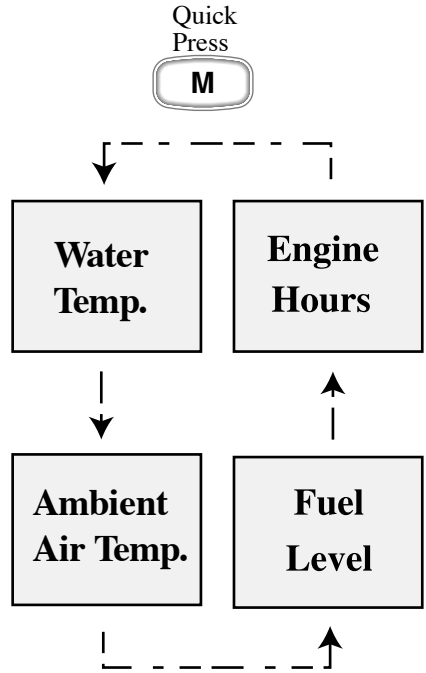 Quick
Press
M
Water
Temp.
Engine
Hours
Ambient
Air Temp.
Fuel
Level